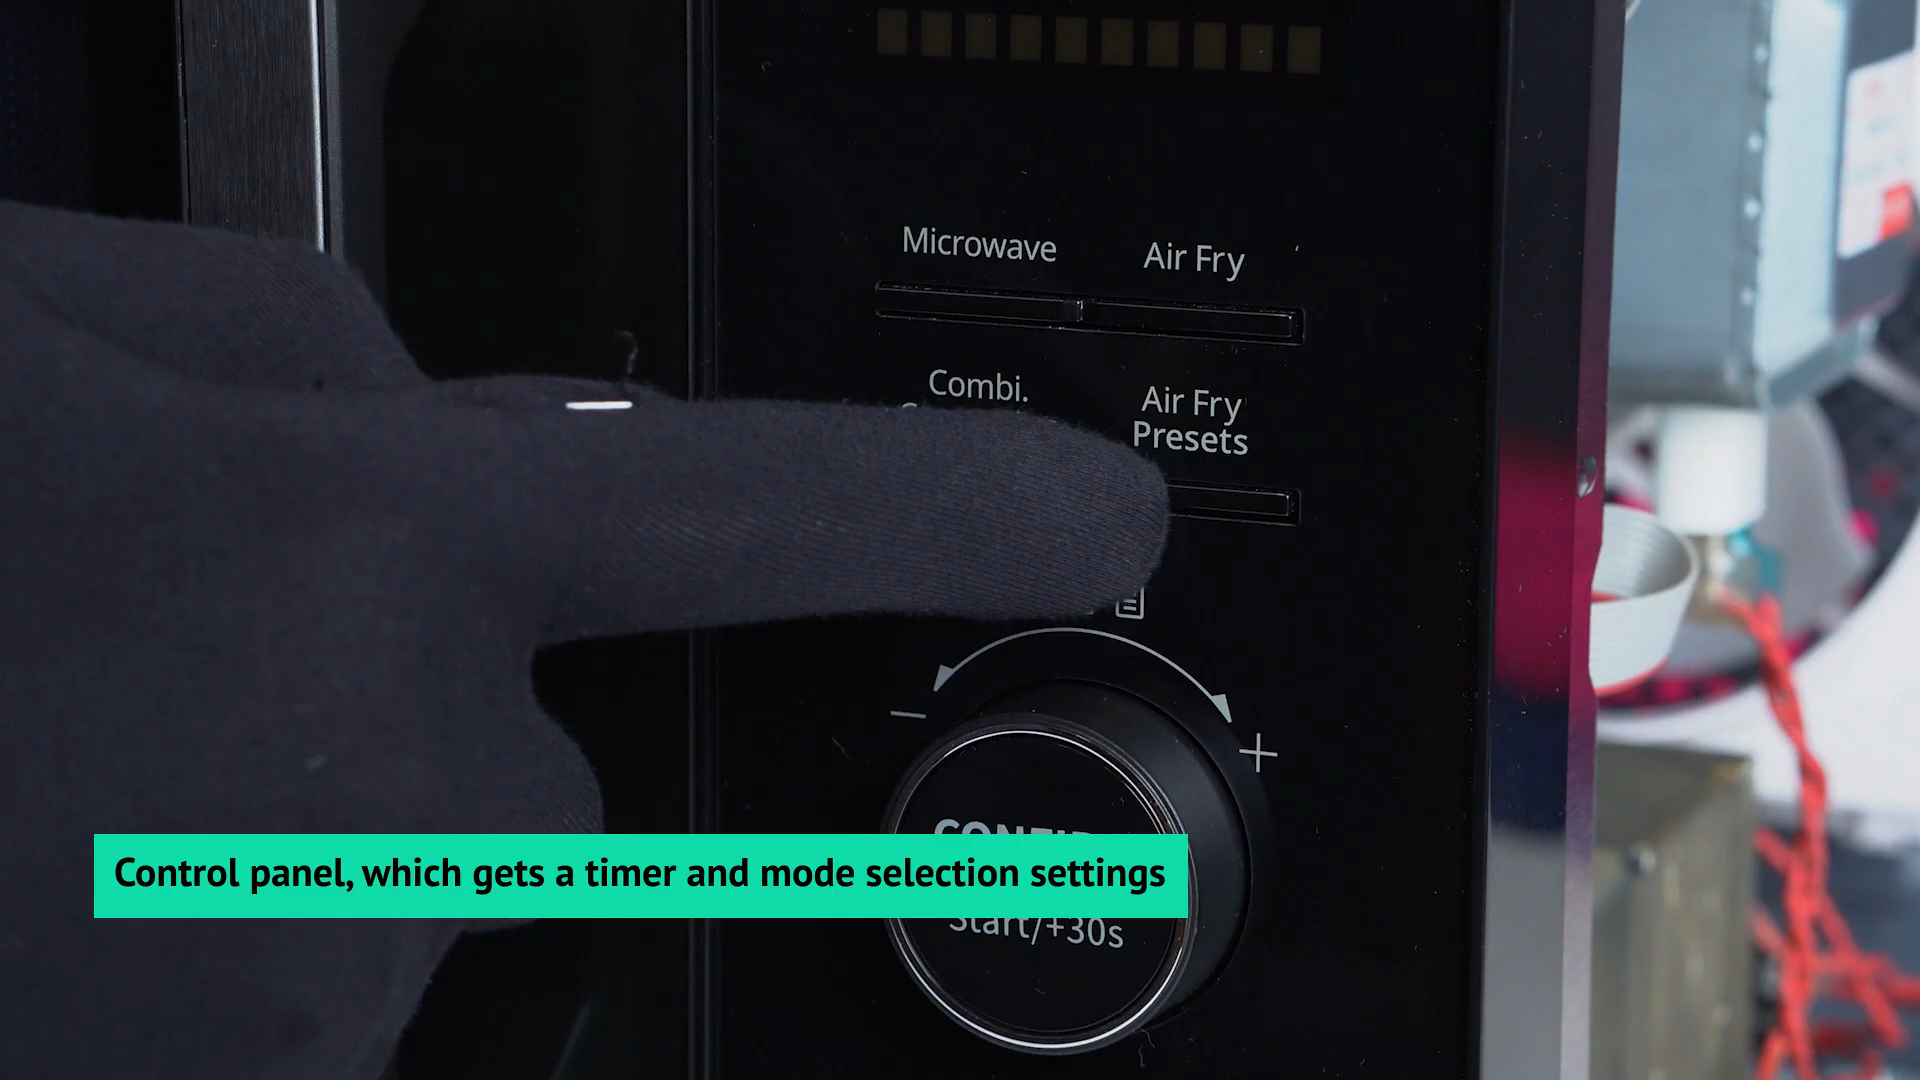 Microwave
Air Fry
Combi.
Air Fry
Presets
Control panel, which gets a timer and mode selection settings
Start/+30s